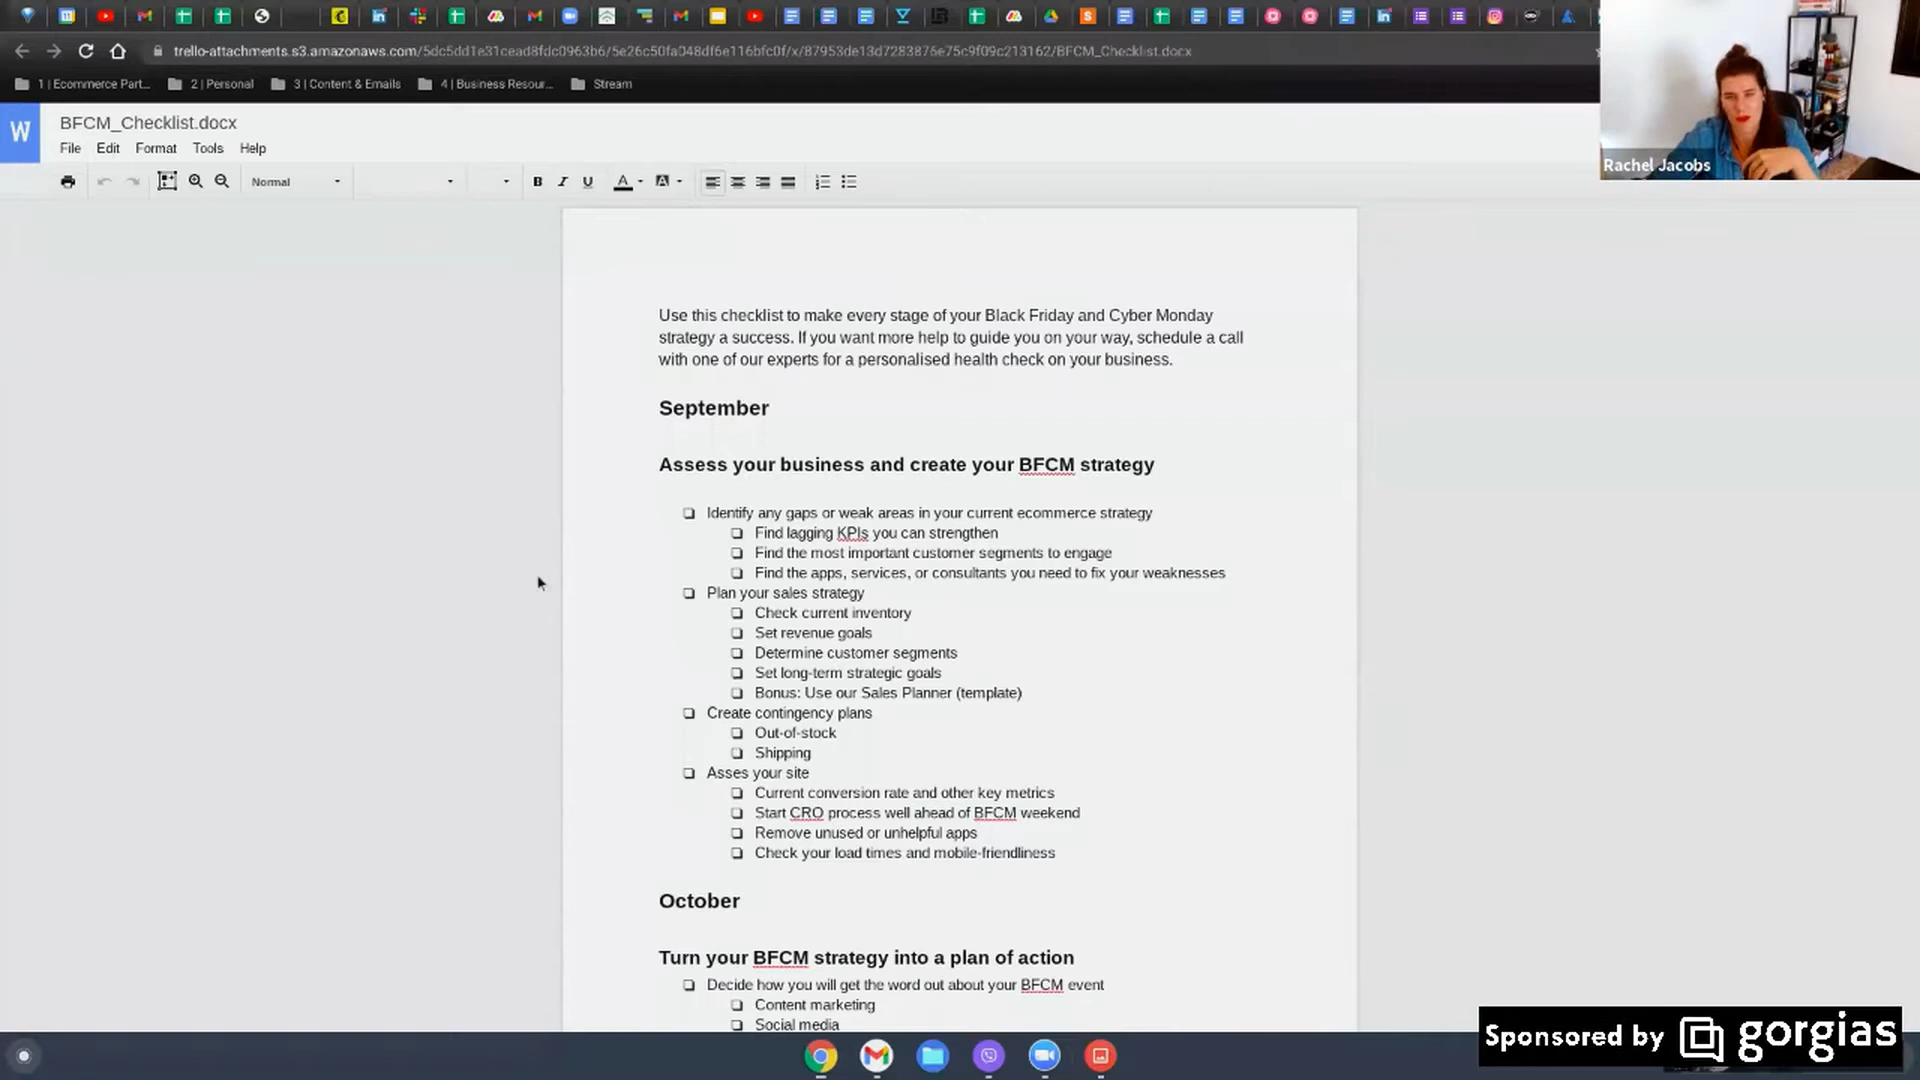 trello-attachments.s3.amazonaws.com/5dc5dd1e31cead8fdc0963b6/5e26c50fa048df6e116bfc0f/x/87953de13d7283876e75c9f09c213162/BFCM_Checklist.docx
1 | Ecommerce Part... 2 | Personal 3 | Content & Emails 4 | Business Resour... Stream
W BFCM_Checklist.docx
File Edit Format Tools Help
Normal B I U A A
Rachel Jacobs
Use this checklist to make every stage of your Black Friday and Cyber Monday
strategy a success. If you want more help to guide you on your way, schedule a call
with one of our experts for a personalised health check on your business.
September
Assess your business and create your BFCM strategy
Identify any gaps or weak areas in your current ecommerce strategy
Find lagging KPIs you can strengthen
Find the most important customer segments to engage
Find the apps, services, or consultants you need to fix your weaknesses
Plan your sales strategy
Check current inventory
Set revenue goals
Determine customer segments
Set long-term strategic goals
Bonus: Use our Sales Planner (template)
Create contingency plans
Out-of-stock
Shipping
Asses your site
Current conversion rate and other key metrics
Start CRO process well ahead of BFCM weekend
Remove unused or unhelpful apps
Check your load times and mobile-friendliness
October
Turn your BFCM strategy into a plan of action
Decide how you will get the word out about your BFCM event
Content marketing
Social media
Sponsored by gorgias